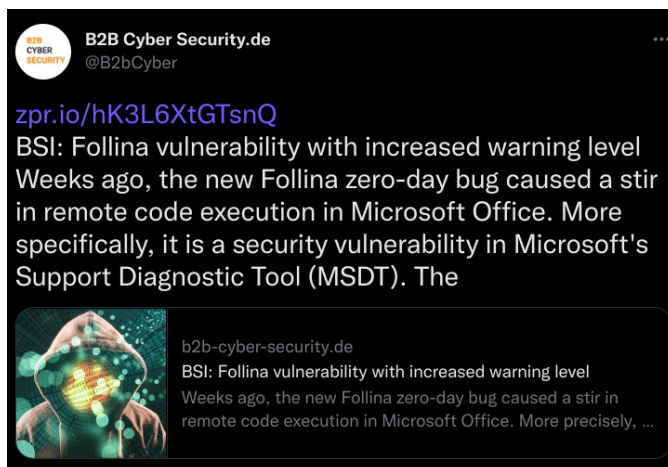 B2B
CYBER
SECURITY
B2B Cyber Security.de
@B2bCyber
zpr.io/hK3L6XtGTsnQ
BSI: Follina vulnerability with increased warning level
Weeks ago, the new Follina zero-day bug caused a stir
in remote code execution in Microsoft Office. More
specifically, it is a security vulnerability in Microsoft's
Support Diagnostic Tool (MSDT). The
b2b-cyber-security.de
BSI: Follina vulnerability with increased warning level
Weeks ago, the new Follina zero-day bug caused a stir in
remote code execution in Microsoft Office. More precisely, ...